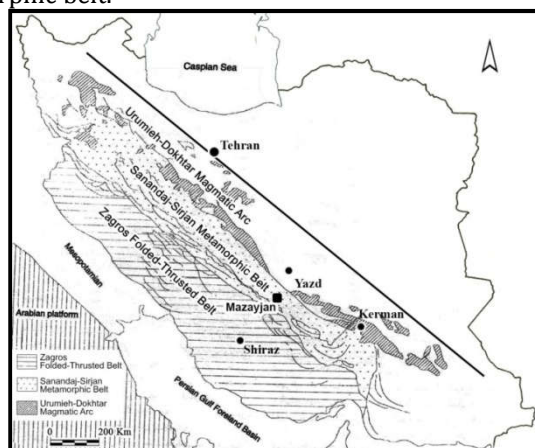 Caspian Sea
Tehran
Urumieh-Dokhtar Magmatic Arc
Sanandaj-Sirjan Metamorphic Belt
Zagros Folded-Thrusted Belt
Mesopotamian
Yazd
Mazayjan
Kerman
Arabian platform
Shiraz
Persian Gulf Foreland Basin
Zagros
Folded-Thrusted Belt
Sanandaj-Sirjan
Metamorphic Belt
Urumieh-Dokhtar
Magmatic Arc
0 200 Km